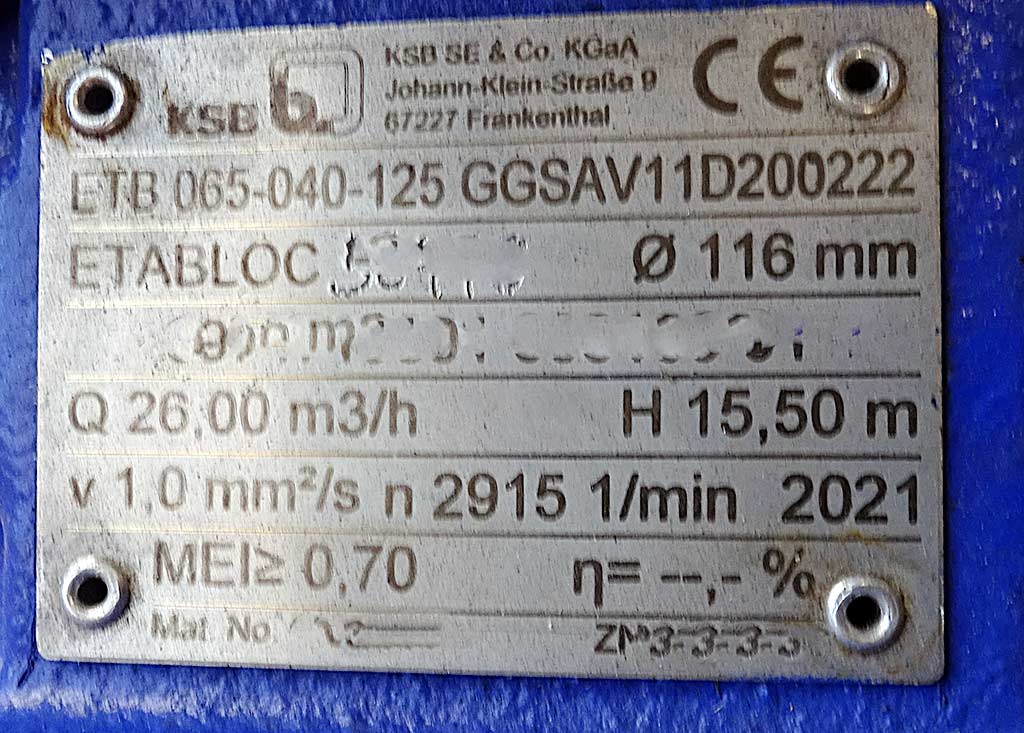 KSB
KSB SE & Co. KGaA
Johann-Klein-Straße 9
67227 Frankenthal
CE
ETB 065-040-125 GGSAV11D200222
ETABLOC Ø 116 mm
Q 26,00 m3/h H 15,50 m
v 1,0 mm²/s n 2915 1/min 2021
MEI≥ 0,70 η= --,- %
Mat. No.